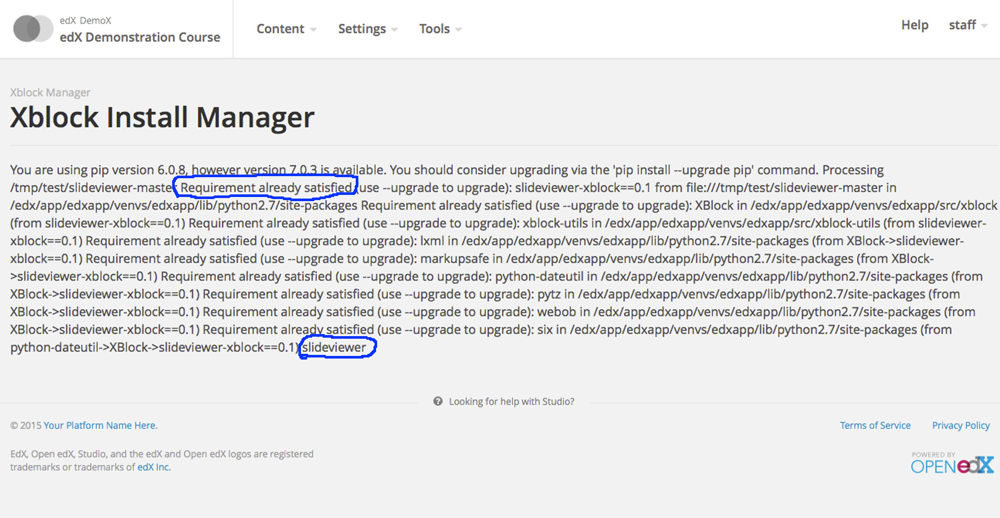 edX DemoX
edX Demonstration Course
Content
Settings
Tools
Help
staff
Xblock Manager
Xblock Install Manager
You are using pip version 6.0.8, however version 7.0.3 is available. You should consider upgrading via the 'pip install --upgrade pip' command. Processing
/tmp/test/slideviewer-master Requirement already satisfied (use --upgrade to upgrade): slideviewer-xblock==0.1 from file:///tmp/test/slideviewer-master in
/edx/app/edxapp/venvs/edxapp/lib/python2.7/site-packages Requirement already satisfied (use --upgrade to upgrade): XBlock in /edx/app/edxapp/venvs/edxapp/src/xblock
(from slideviewer-xblock==0.1) Requirement already satisfied (use --upgrade to upgrade): xblock-utils in /edx/app/edxapp/venvs/edxapp/src/xblock-utils (from slideviewer-
xblock==0.1) Requirement already satisfied (use --upgrade to upgrade): lxml in /edx/app/edxapp/venvs/edxapp/lib/python2.7/site-packages (from XBlock->slideviewer-
xblock==0.1) Requirement already satisfied (use --upgrade to upgrade): markupsafe in /edx/app/edxapp/venvs/edxapp/lib/python2.7/site-packages (from XBlock-
>slideviewer-xblock==0.1) Requirement already satisfied (use --upgrade to upgrade): python-dateutil in /edx/app/edxapp/venvs/edxapp/lib/python2.7/site-packages (from
XBlock->slideviewer-xblock==0.1) Requirement already satisfied (use --upgrade to upgrade): pytz in /edx/app/edxapp/venvs/edxapp/lib/python2.7/site-packages (from
XBlock->slideviewer-xblock==0.1) Requirement already satisfied (use --upgrade to upgrade): webob in /edx/app/edxapp/venvs/edxapp/lib/python2.7/site-packages (from
XBlock->slideviewer-xblock==0.1) Requirement already satisfied (use --upgrade to upgrade): six in /edx/app/edxapp/venvs/edxapp/lib/python2.7/site-packages (from
python-dateutil->XBlock->slideviewer-xblock==0.1) slideviewer
Looking for help with Studio?
© 2015 Your Platform Name Here.
Terms of Service
Privacy Policy
EdX, Open edX, Studio, and the edX and Open edX logos are registered
trademarks or trademarks of edX Inc.
POWERED BY
OPEN edX